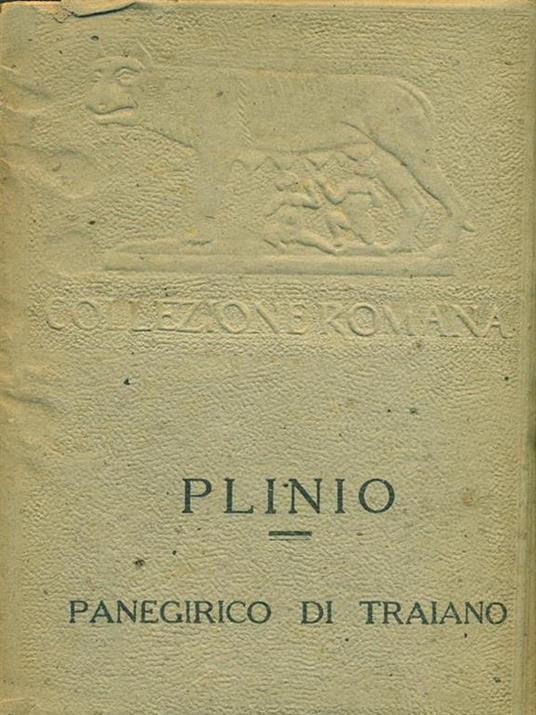 COLLEZIONE ROMANA
PLINIO
PANEGIRICO DI TRAIANO